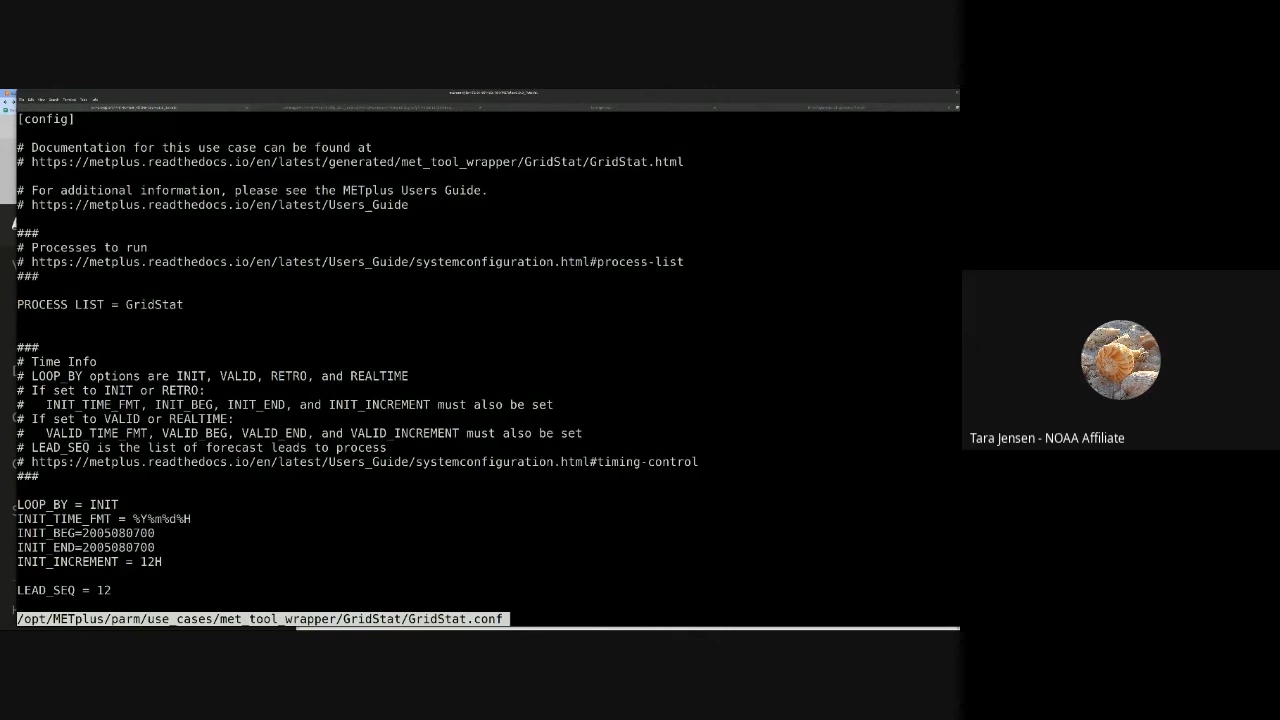 [config]
# Documentation for this use case can be found at
# https://metplus.readthedocs.io/en/latest/generated/met_tool_wrapper/GridStat/GridStat.html
# For additional information, please see the METplus Users Guide.
# https://metplus.readthedocs.io/en/latest/Users_Guide
###
# Processes to run
# https://metplus.readthedocs.io/en/latest/Users_Guide/systemconfiguration.html#process-list
###
PROCESS_LIST = GridStat
###
# Time Info
# LOOP_BY options are INIT, VALID, RETRO, and REALTIME
# If set to INIT or RETRO:
#   INIT_TIME_FMT, INIT_BEG, INIT_END, and INIT_INCREMENT must also be set
# If set to VALID or REALTIME:
#   VALID_TIME_FMT, VALID_BEG, VALID_END, and VALID_INCREMENT must also be set
# LEAD_SEQ is the list of forecast leads to process
# https://metplus.readthedocs.io/en/latest/Users_Guide/systemconfiguration.html#timing-control
###
LOOP_BY = INIT
INIT_TIME_FMT = %Y%m%d%H
INIT_BEG=2005080700
INIT_END=2005080700
INIT_INCREMENT = 12H
LEAD_SEQ = 12
/opt/METplus/parm/use_cases/met_tool_wrapper/GridStat/GridStat.conf
Tara Jensen - NOAA Affiliate